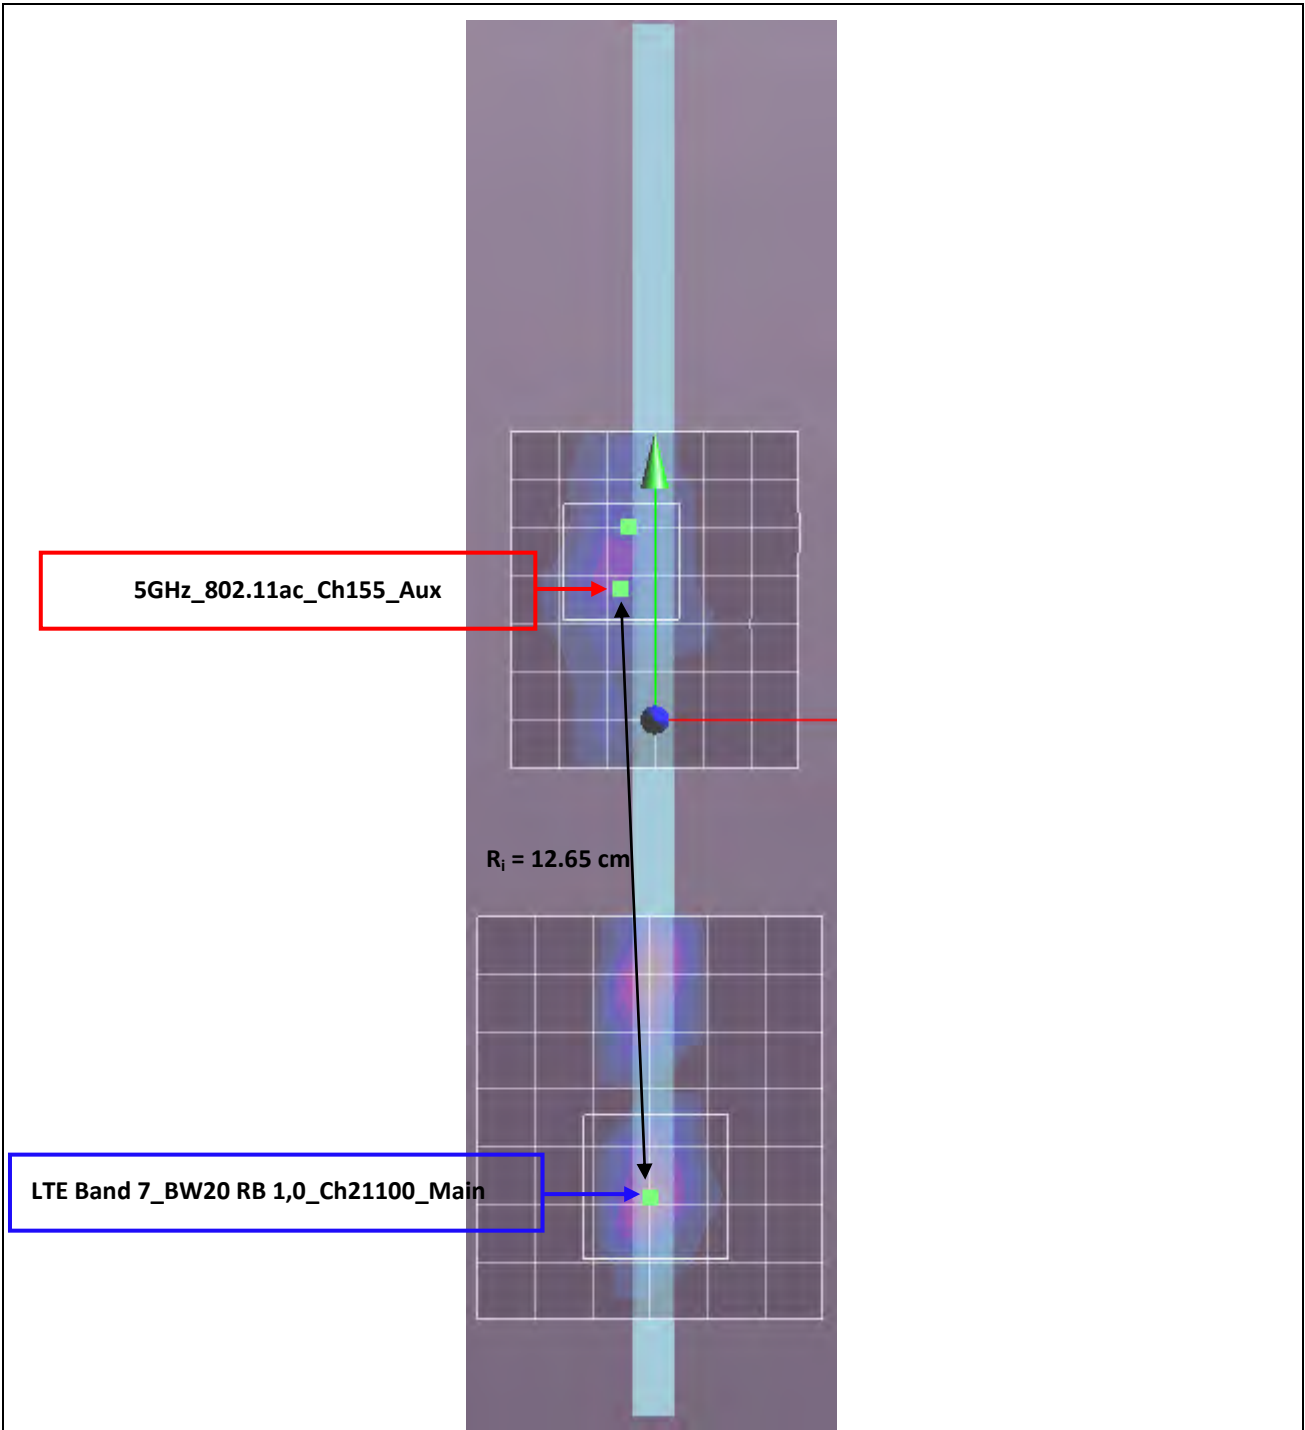 5GHz_802.11ac_Ch155_Aux
Rᵢ = 12.65 cm
LTE Band 7_BW20 RB 1,0_Ch21100_Main